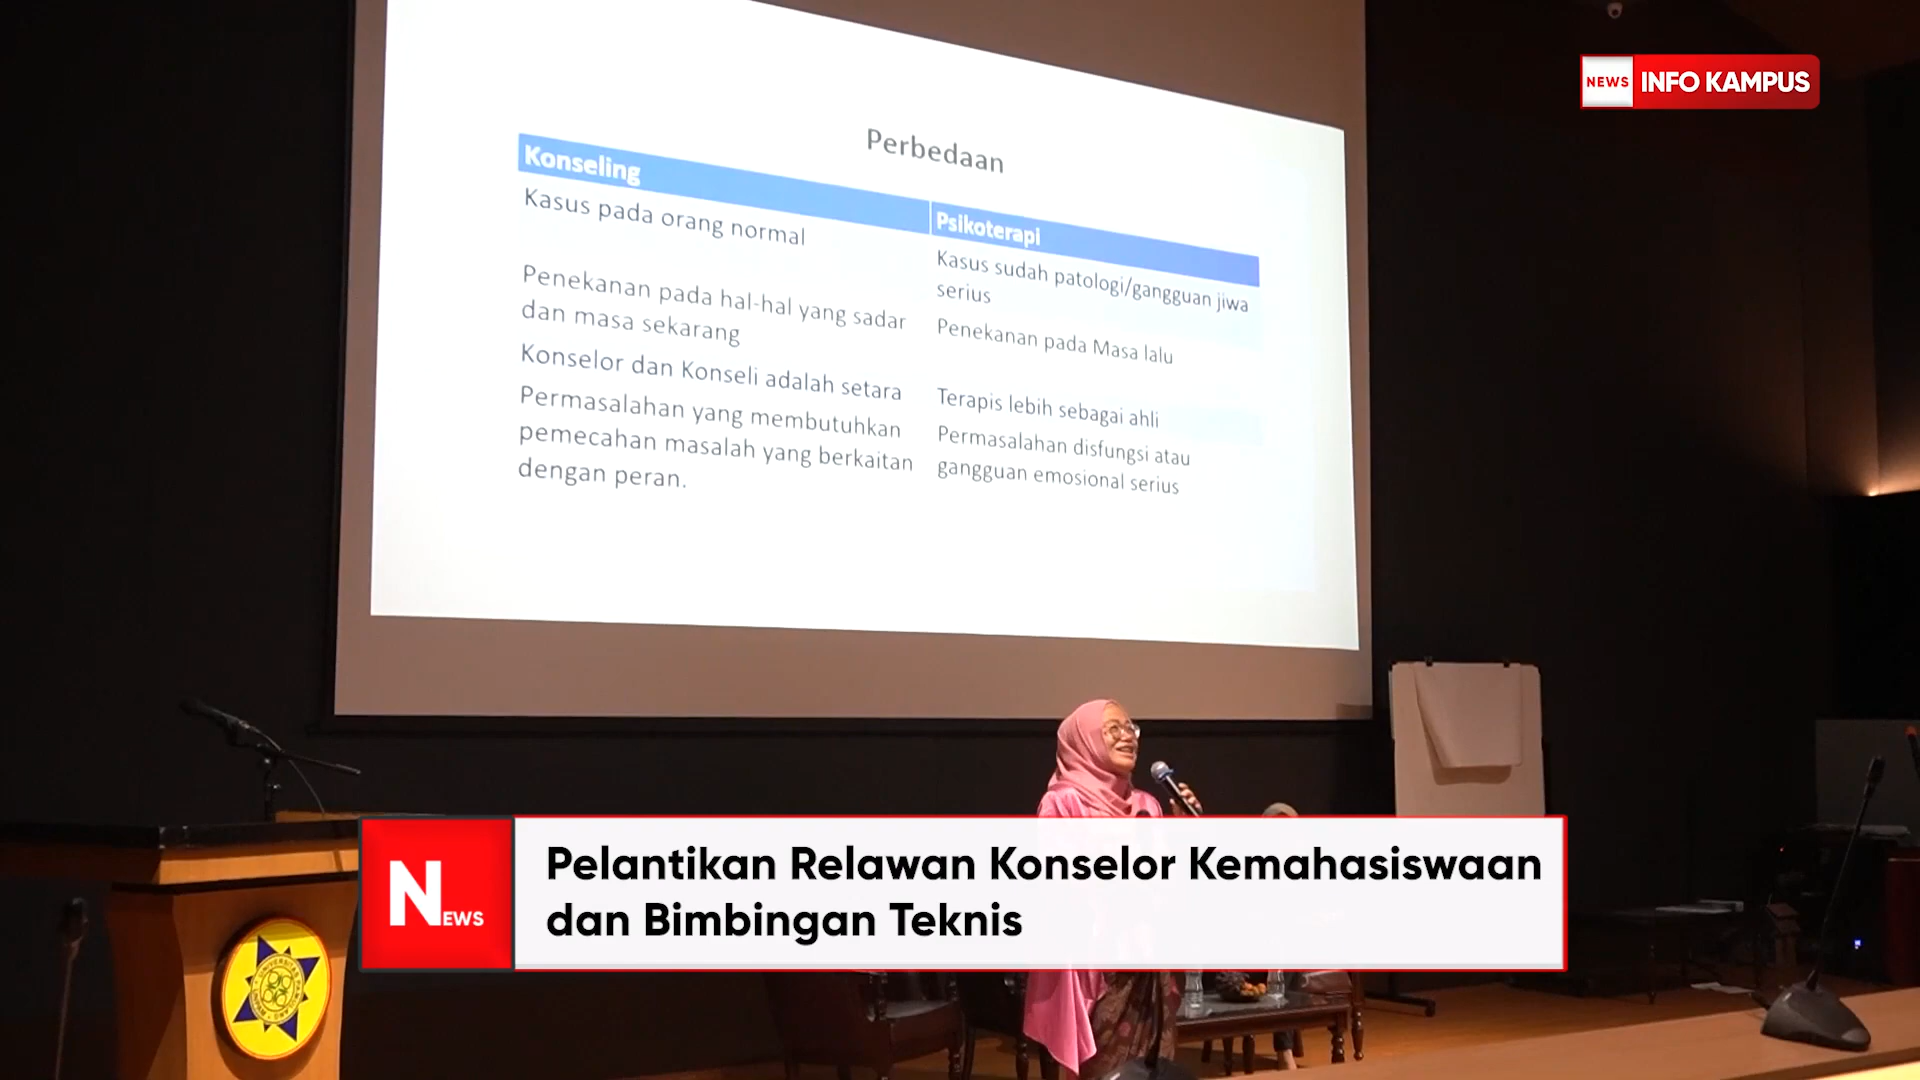 NEWS INFO KAMPUS
Perbedaan
Konseling
Kasus pada orang normal
Penekanan pada hal-hal yang sadar
dan masa sekarang
Konselor dan Konseli adalah setara
Permasalahan yang membutuhkan
pemecahan masalah yang berkaitan
dengan peran.
Psikoterapi
Kasus sudah patologi/gangguan jiwa
serius
Penekanan pada Masa lalu
Terapis lebih sebagai ahli
Permasalahan disfungsi atau
gangguan emosional serius
NEWS
Pelantikan Relawan Konselor Kemahasiswaan
dan Bimbingan Teknis